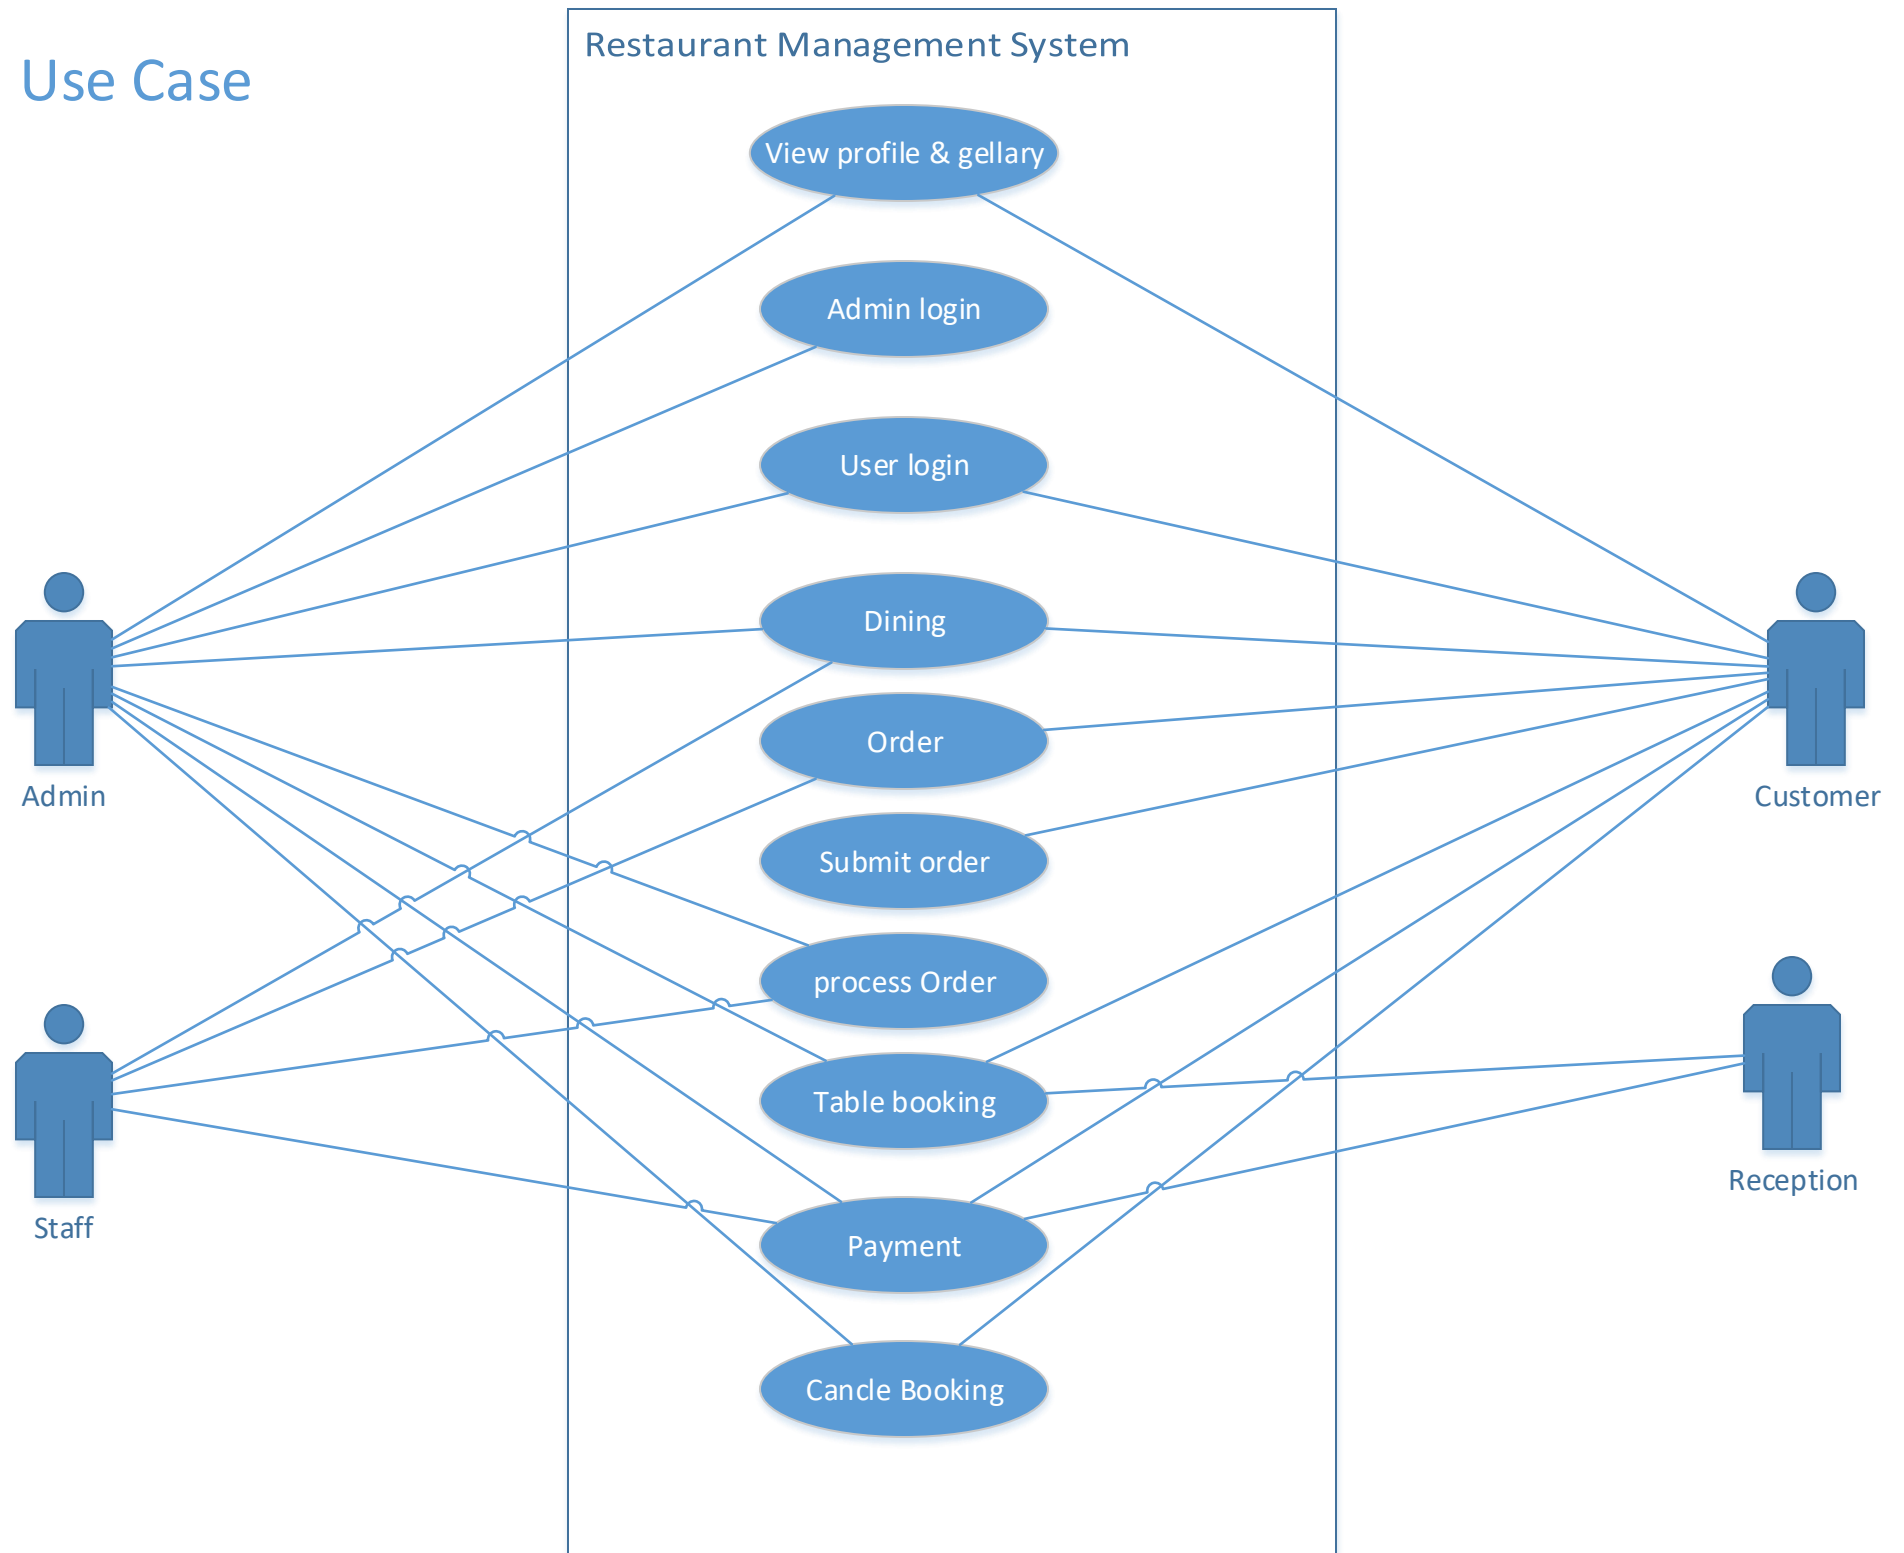 Use Case
Restaurant Management System
View profile & gellary
Admin login
User login
Dining
Order
Submit order
process Order
Table booking
Payment
Cancle Booking
Admin
Staff
Customer
Reception